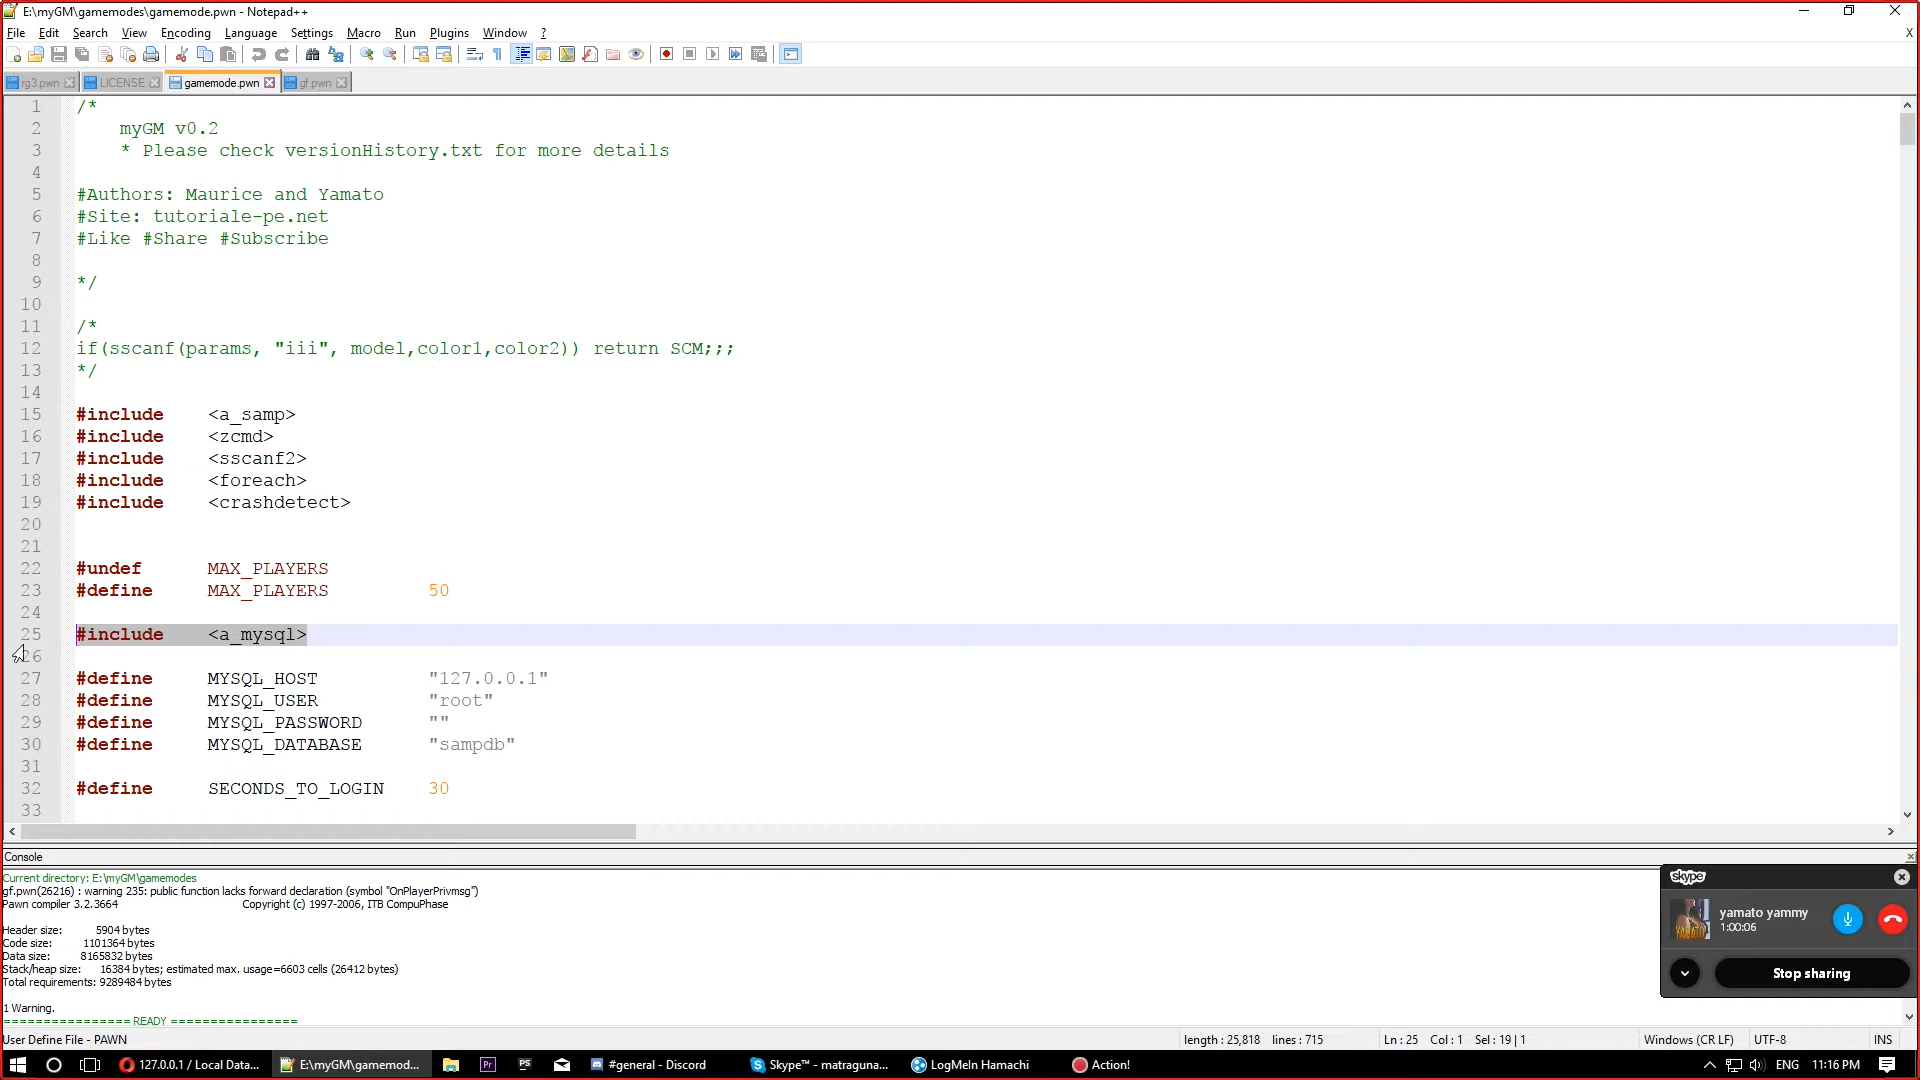 E:\myGM\gamemodes\gamemode.pwn - Notepad++
File Edit Search View Encoding Language Settings Macro Run Plugins Window ? X
rg3.pwn LICENSE gamemode.pwn gf.pwn
1 /*
2 myGM v0.2
3 * Please check versionHistory.txt for more details
4
5 #Authors: Maurice and Yamato
6 #Site: tutoriale-pe.net
7 #Like #Share #Subscribe
8
9 */
10
11 /*
12 if(sscanf(params, "iii", model,color1,color2)) return SCM;;;
13 */
14
15 #include <a_samp>
16 #include <zcmd>
17 #include <sscanf2>
18 #include <foreach>
19 #include <crashdetect>
20
21
22 #undef MAX_PLAYERS
23 #define MAX_PLAYERS 50
24
25 #include <a_mysql>
26
27 #define MYSQL_HOST "127.0.0.1"
28 #define MYSQL_USER "root"
29 #define MYSQL_PASSWORD ""
30 #define MYSQL_DATABASE "sampdb"
31
32 #define SECONDS_TO_LOGIN 30
33
Console
Current directory: E:\myGM\gamemodes
gf.pwn(26216) : warning 235: public function lacks forward declaration (symbol "OnPlayerPrivmsg")
Pawn compiler 3.2.3664 Copyright (c) 1997-2006, ITB CompuPhase
Header size: 5904 bytes
Code size: 1101364 bytes
Data size: 8165832 bytes
Stack/heap size: 16384 bytes; estimated max. usage=6603 cells (26412 bytes)
Total requirements: 9289484 bytes
1 Warning.
================ READY ================
skype
yamato yammy
1:00:06
YAMATO
Stop sharing
User Define File - PAWN length : 25,818 lines : 715 Ln : 25 Col : 1 Sel : 19 | 1 Windows (CR LF) UTF-8 INS
127.0.0.1 / Local Data... E:\myGM\gamemod... Pr PS #general - Discord Skype™ - matraguna... LogMeIn Hamachi Action! ENG 11:16 PM